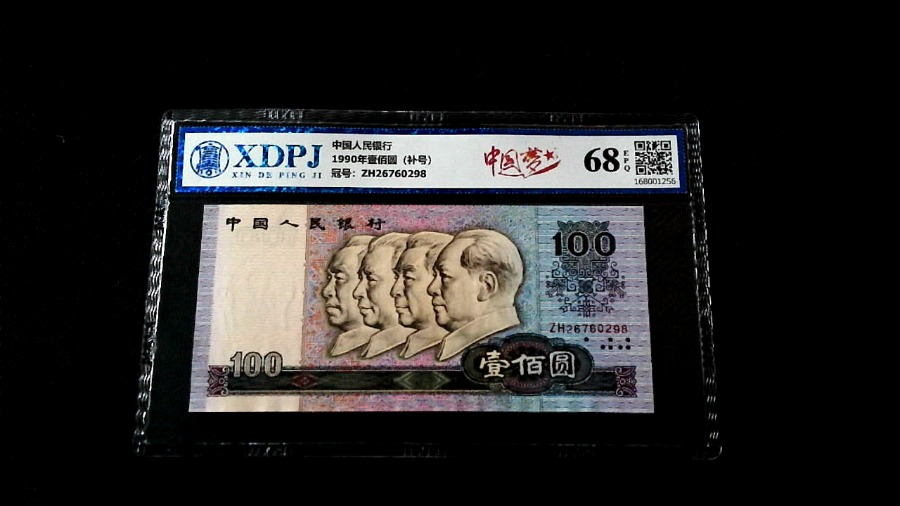 XDPJ
XIN DE PING JI
中国人民银行
1990年壹佰圆（补号）
冠号：ZH26760298
中国梦
68
EPQ
168001256
中国人民银行
100
ZH26760298
100
壹佰圆